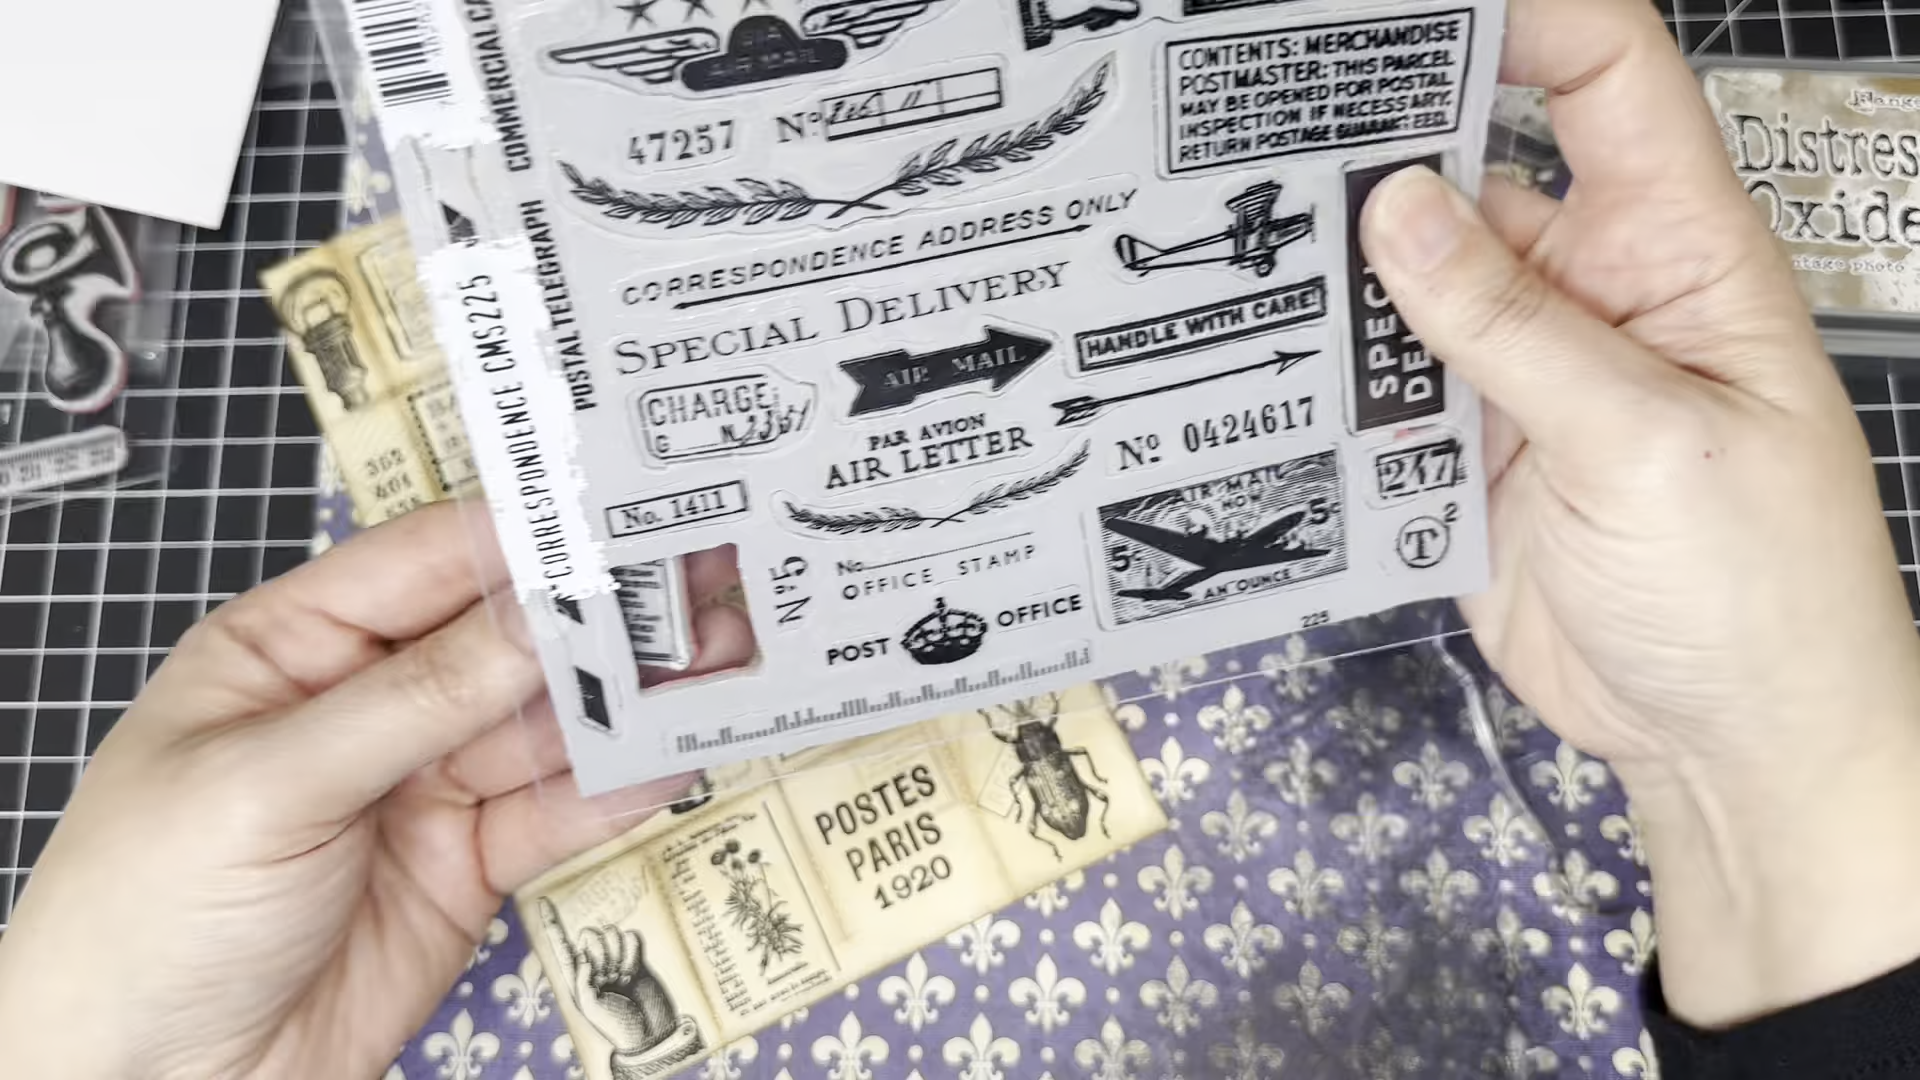 COMMERCIAL
POSTAL TELEGRAPH
CORRESPONDENCE CMS225
AIR MAIL
47257
No
CONTENTS: MERCHANDISE
POSTMASTER: THIS PARCEL
MAY BE OPENED FOR POSTAL
INSPECTION IF NECESSARY.
RETURN POSTAGE GUARANTEED.
CORRESPONDENCE ADDRESS ONLY
SPECIAL DELIVERY
AIR MAIL
HANDLE WITH CARE!
CHARGE:
PAR AVION
AIR LETTER
Nº 0424617
No. 1411
Nº5
No.
OFFICE STAMP
POST OFFICE
AIR MAIL
NOW
5c
5c
AN OUNCE
247
T2
225
Distress
Oxide
POSTES
PARIS
1920